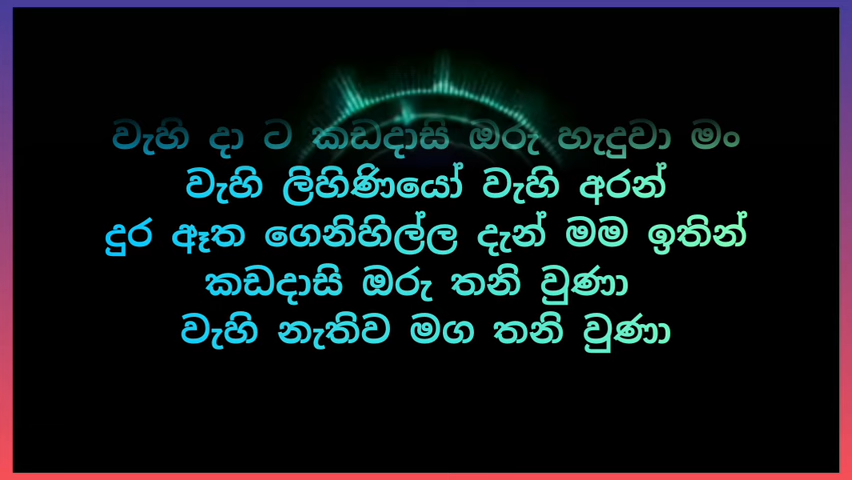 වැහි දා ට කඩදාසි ඔරු හැදුවා මං
වැහි ලිහිණියෝ වැහි අරන්
දුර ඈත ගෙනිහිල්ල දැන් මම ඉතින්
කඩදාසි ඔරු තනි වුණා
වැහි නැතිව මග තනි වුණා